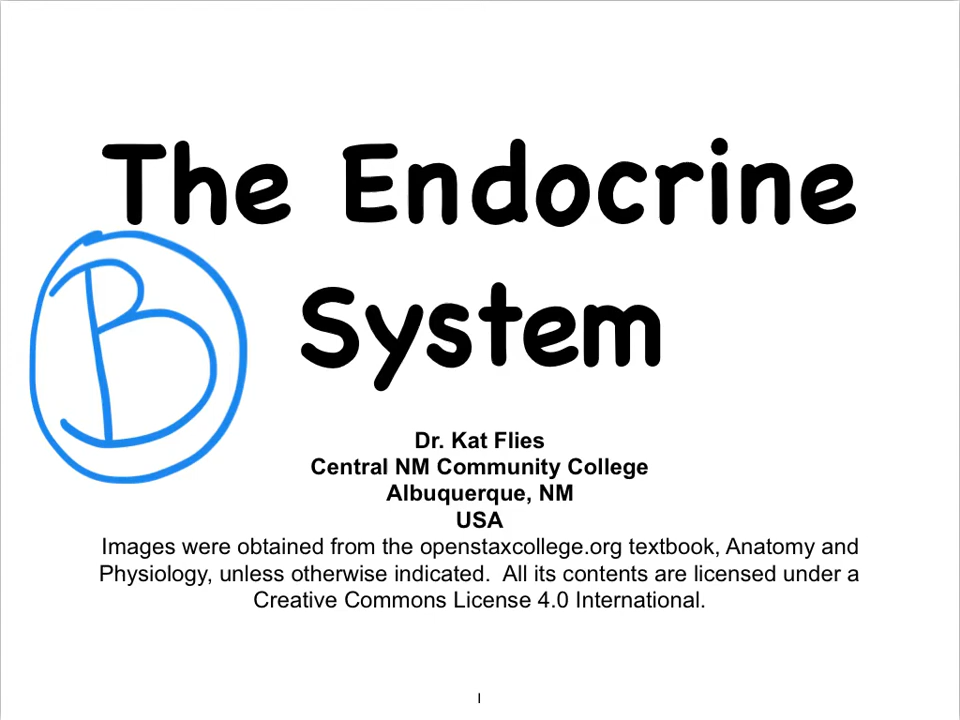 The Endocrine
System
B
Dr. Kat Flies
Central NM Community College
Albuquerque, NM
USA
Images were obtained from the openstaxcollege.org textbook, Anatomy and
Physiology, unless otherwise indicated.  All its contents are licensed under a
Creative Commons License 4.0 International.
1